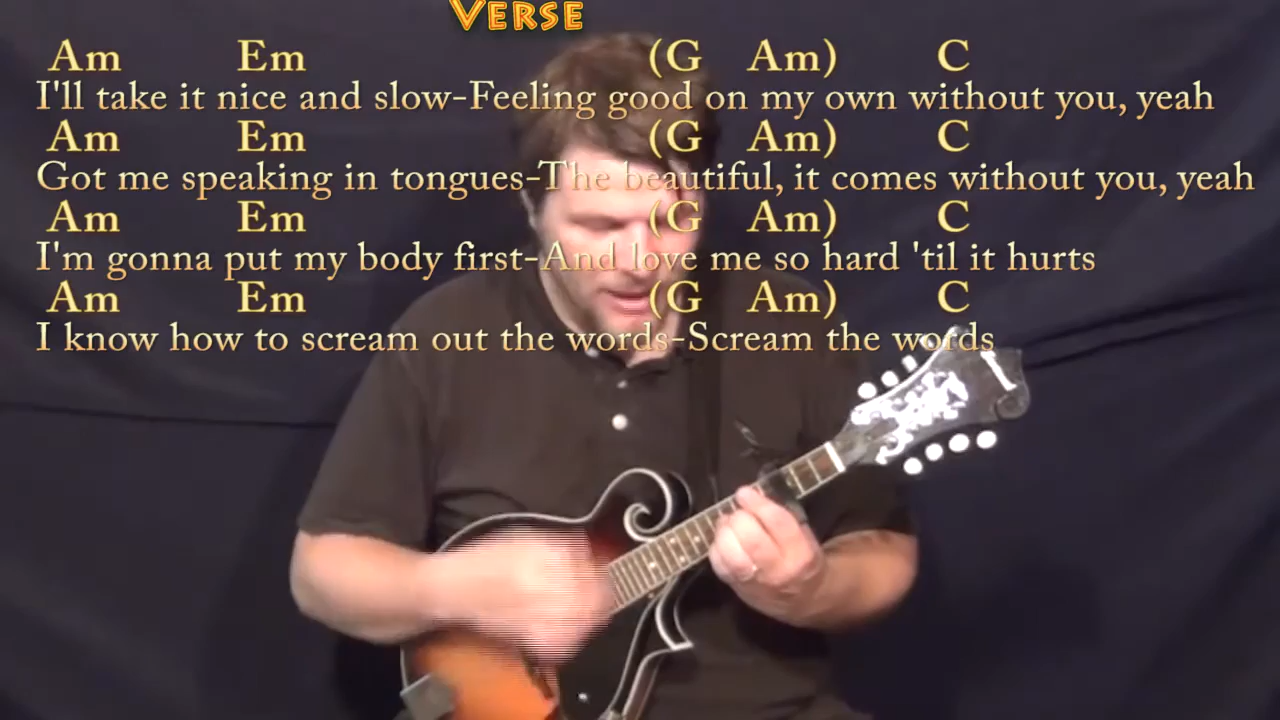 VERSE
Am Em (G Am) C
I'll take it nice and slow-Feeling good on my own without you, yeah
Am Em (G Am) C
Got me speaking in tongues-The beautiful, it comes without you, yeah
Am Em (G Am) C
I'm gonna put my body first-And love me so hard 'til it hurts
Am Em (G Am) C
I know how to scream out the words-Scream the words